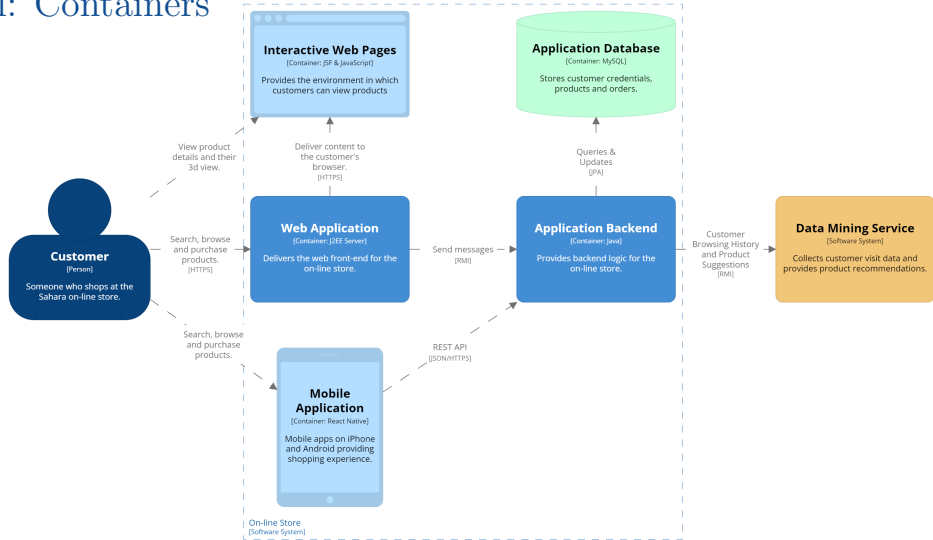 Containers
Interactive Web Pages
[Container: JSF & JavaScript]
Provides the environment in which
customers can view products
Application Database
[Container: MySQL]
Stores customer credentials,
products and orders.
View product
details and their
3d view.
Deliver content to
the customer's
browser.
[HTTPS]
Queries &
Updates
[JPA]
Customer
[Person]
Someone who shops at the
Sahara on-line store.
Search, browse
and purchase
products.
[HTTPS]
Web Application
[Container: J2EE Server]
Delivers the web front-end for the
on-line store.
Send messages
[RMI]
Application Backend
[Container: Java]
Provides backend logic for the
on-line store.
Customer
Browsing History
and Product
Suggestions
[RMI]
Data Mining Service
[Software System]
Collects customer visit data and
provides product recommendations.
Search, browse
and purchase
products.
REST API
[JSON/HTTPS]
Mobile
Application
[Container: React Native]
Mobile apps on iPhone
and Android providing
shopping experience.
On-line Store
[Software System]